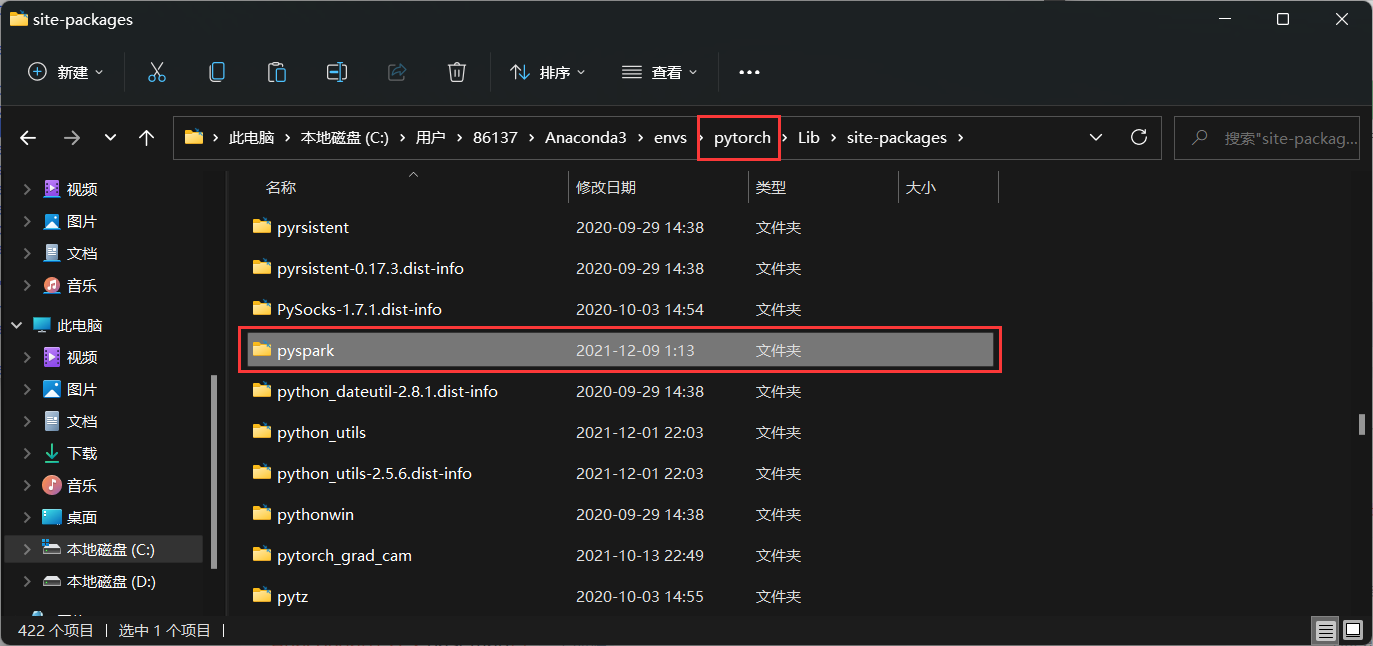 site-packages
新建 排序 查看
此电脑 本地磁盘 (C:) 用户 86137 Anaconda3 envs pytorch Lib site-packages 搜索"site-packag...
名称 修改日期 类型 大小
视频
图片
文档
音乐
此电脑
视频
图片
文档
下载
音乐
桌面
本地磁盘 (C:)
本地磁盘 (D:)
pyrsistent 2020-09-29 14:38 文件夹
pyrsistent-0.17.3.dist-info 2020-09-29 14:38 文件夹
PySocks-1.7.1.dist-info 2020-10-03 14:54 文件夹
pyspark 2021-12-09 1:13 文件夹
python_dateutil-2.8.1.dist-info 2020-09-29 14:38 文件夹
python_utils 2021-12-01 22:03 文件夹
python_utils-2.5.6.dist-info 2021-12-01 22:03 文件夹
pythonwin 2020-09-29 14:38 文件夹
pytorch_grad_cam 2021-10-13 22:49 文件夹
pytz 2020-10-03 14:55 文件夹
422 个项目 | 选中 1 个项目 |